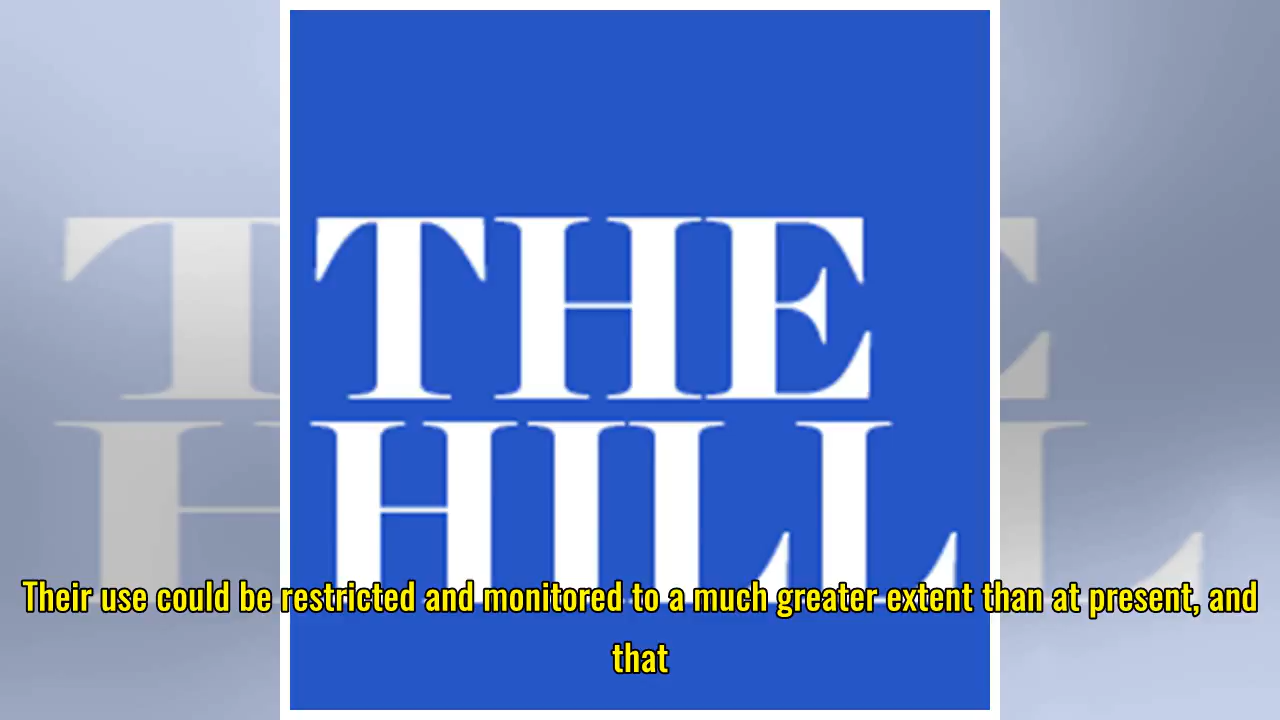 THE
HILL
Their use could be restricted and monitored to a much greater extent than at present, and
that